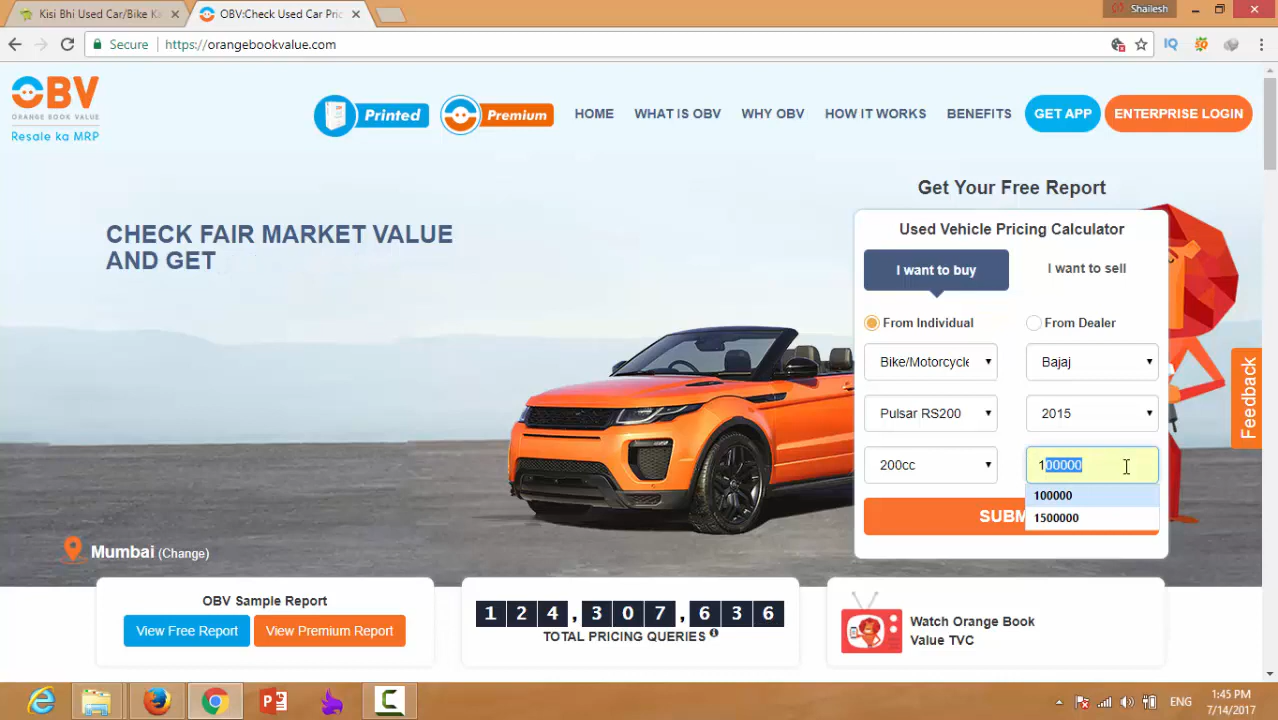 Kisi Bhi Used Car/Bike Ka
OBV:Check Used Car Pric
Shailesh
Secure
https://orangebookvalue.com
IQ
OBV
ORANGE BOOK VALUE
Resale ka MRP
Printed
Premium
HOME
WHAT IS OBV
WHY OBV
HOW IT WORKS
BENEFITS
GET APP
ENTERPRISE LOGIN
Get Your Free Report
CHECK FAIR MARKET VALUE
AND GET
Used Vehicle Pricing Calculator
I want to buy
I want to sell
From Individual
From Dealer
Bike/Motorcycle
Bajaj
Pulsar RS200
2015
200cc
100000
100000
1500000
SUBM
Feedback
Mumbai (Change)
OBV Sample Report
View Free Report
View Premium Report
124,307,636
TOTAL PRICING QUERIES
Watch Orange Book
Value TVC
ENG
1:45 PM
7/14/2017